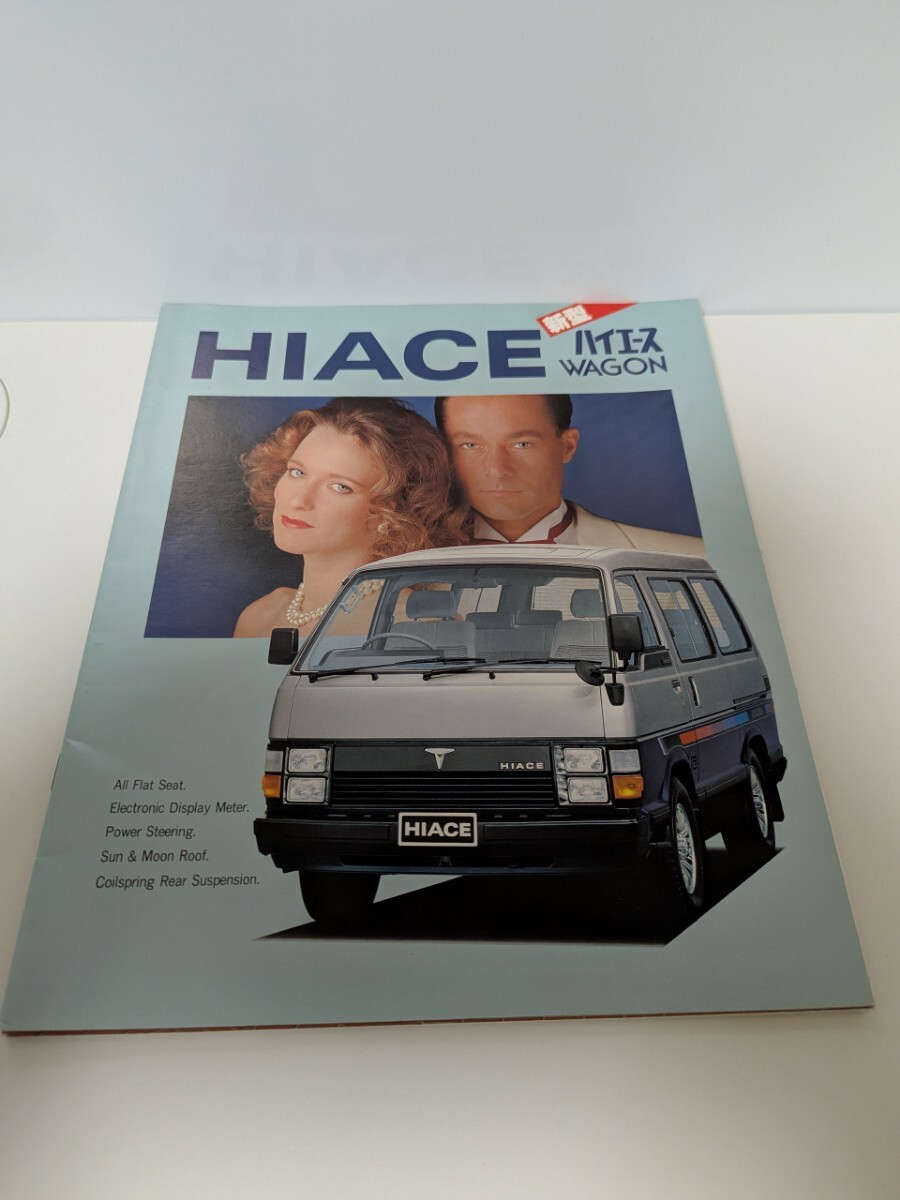 HIACE
新型
ハイエース
WAGON
HIACE
HIACE
All Flat Seat.
Electronic Display Meter.
Power Steering.
Sun & Moon Roof.
Coilspring Rear Suspension.